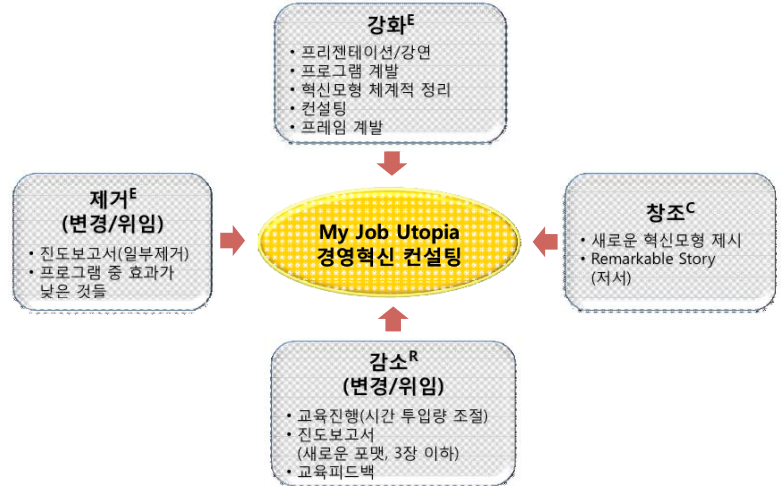 강화E
• 프리젠테이션/강연
• 프로그램 계발
• 혁신모형 체계적 정리
• 컨설팅
• 프레임 계발
제거E
(변경/위임)
• 진도보고서(일부제거)
• 프로그램 중 효과가
낮은 것들
My Job Utopia
경영혁신 컨설팅
창조C
• 새로운 혁신모형 제시
• Remarkable Story
(저서)
감소R
(변경/위임)
• 교육진행(시간 투입량 조절)
• 진도보고서
(새로운 포맷, 3장 이하)
• 교육피드백